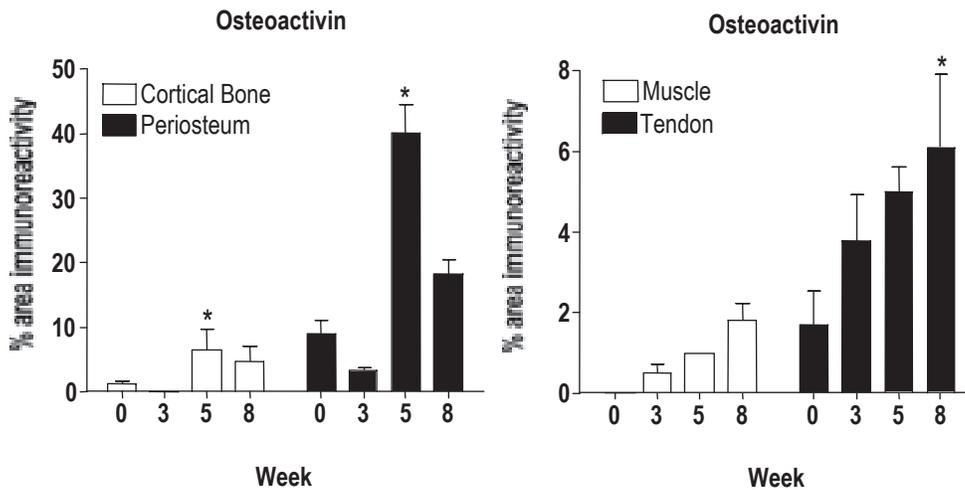 Osteoactivin
% area immunoreactivity
50
40
30
20
10
0
Cortical Bone
Periosteum
*
*
0 3 5 8 0 3 5 8
Week
Osteoactivin
% area immunoreactivity
8
6
4
2
0
Muscle
Tendon
*
0 3 5 8 0 3 5 8
Week